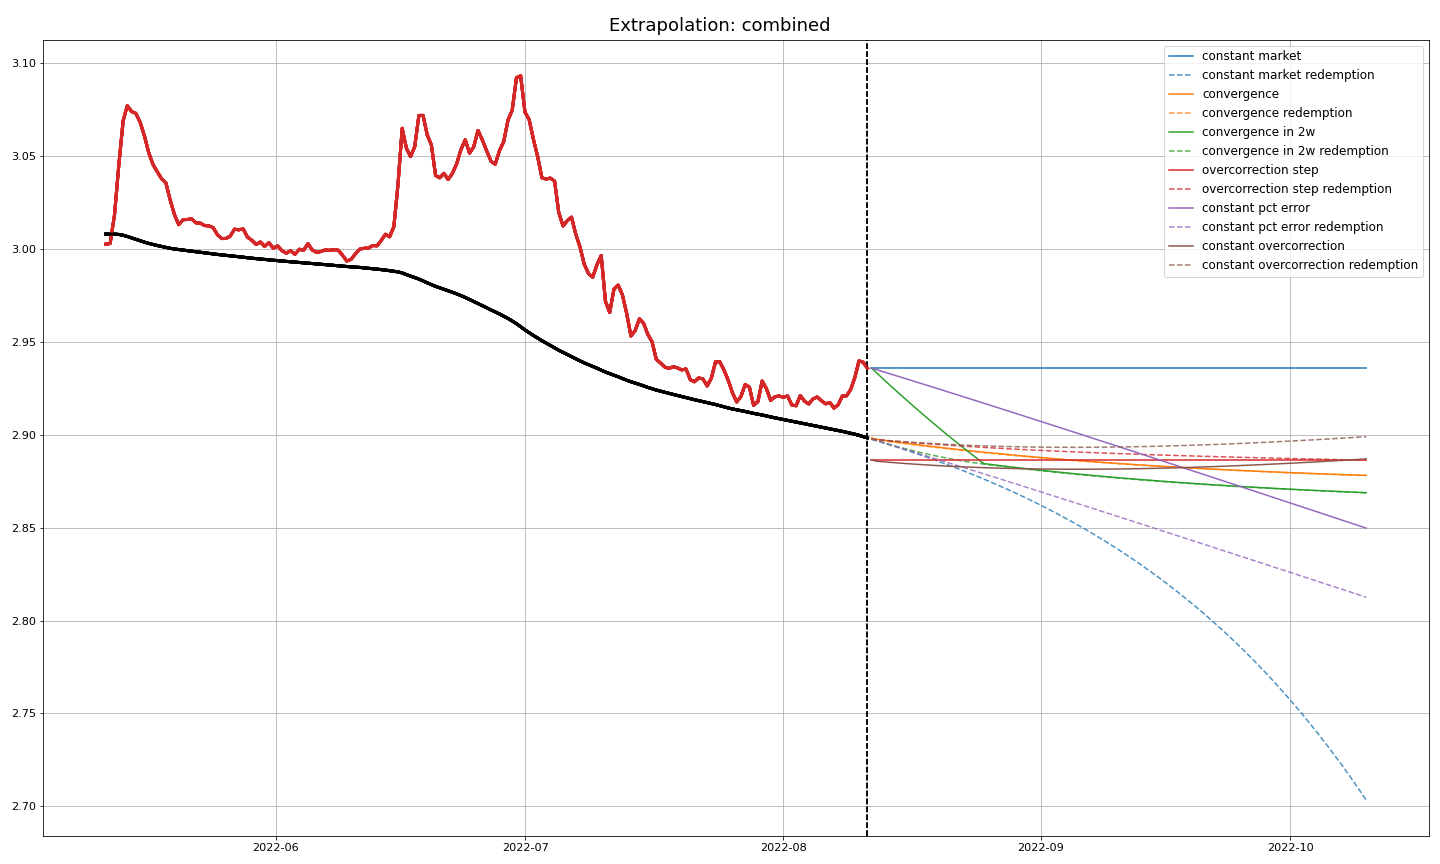 Extrapolation: combined
constant market
constant market redemption
convergence
convergence redemption
convergence in 2w
convergence in 2w redemption
overcorrection step
overcorrection step redemption
constant pct error
constant pct error redemption
constant overcorrection
constant overcorrection redemption
3.10
3.05
3.00
2.95
2.90
2.85
2.80
2.75
2.70
2022-06
2022-07
2022-08
2022-09
2022-10